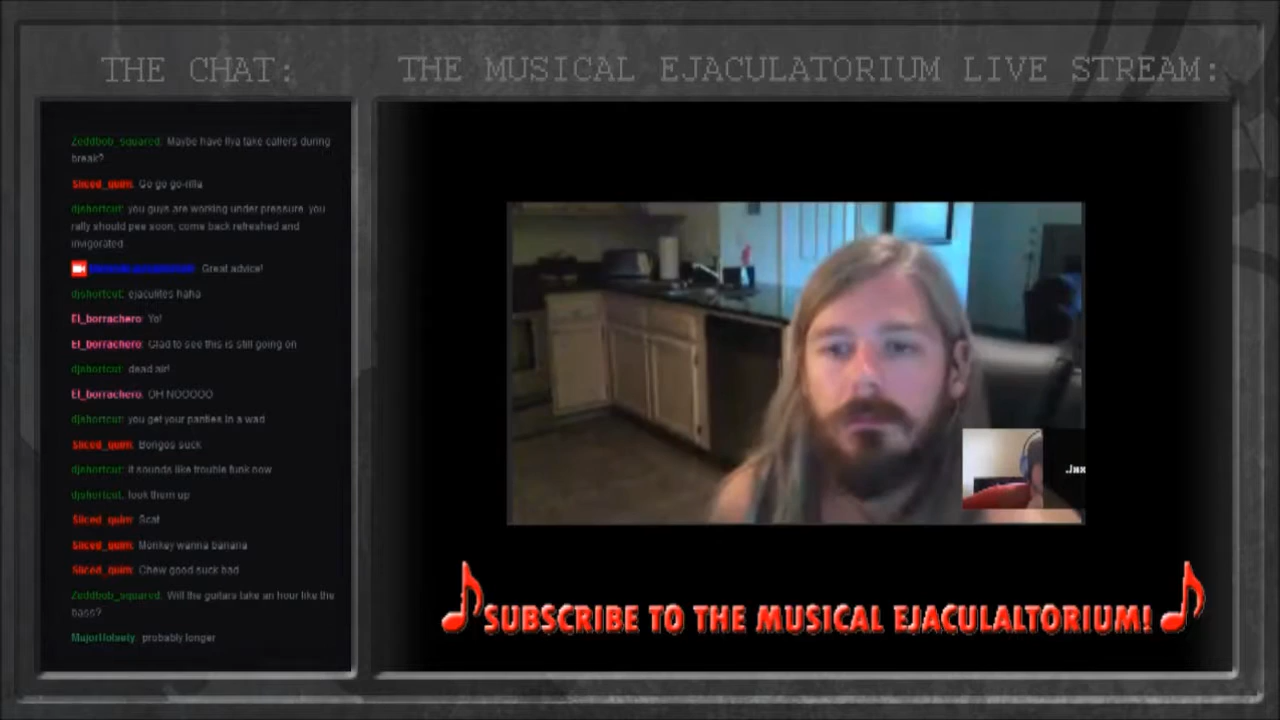 THE CHAT:
THE MUSICAL EJACULATORIUM LIVE STREAM:
Zeddbob_squared: Maybe have Ilya take callers during
break?
Sliced_quim: Go go go-rilla
djshortcut: you guys are working under pressure. you
rally should pee soon, come back refreshed and
invigorated
Great advice!
djshortcut: ejaculites haha
El_borrachero: Yo!
El_borrachero: Glad to see this is still going on
djshortcut: dead air!
El_borrachero: OH NOOOOO
djshortcut: you get your panties in a wad
Sliced_quim: Bongos suck
djshortcut: it sounds like trouble funk now
djshortcut: look them up
Sliced_quim: Scat
Sliced_quim: Monkey wanna banana
Sliced_quim: Chew good suck bad
Zeddbob_squared: Will the guitars take an hour like the
bass?
probably longer
SUBSCRIBE TO THE MUSICAL EJACULALTORIUM!